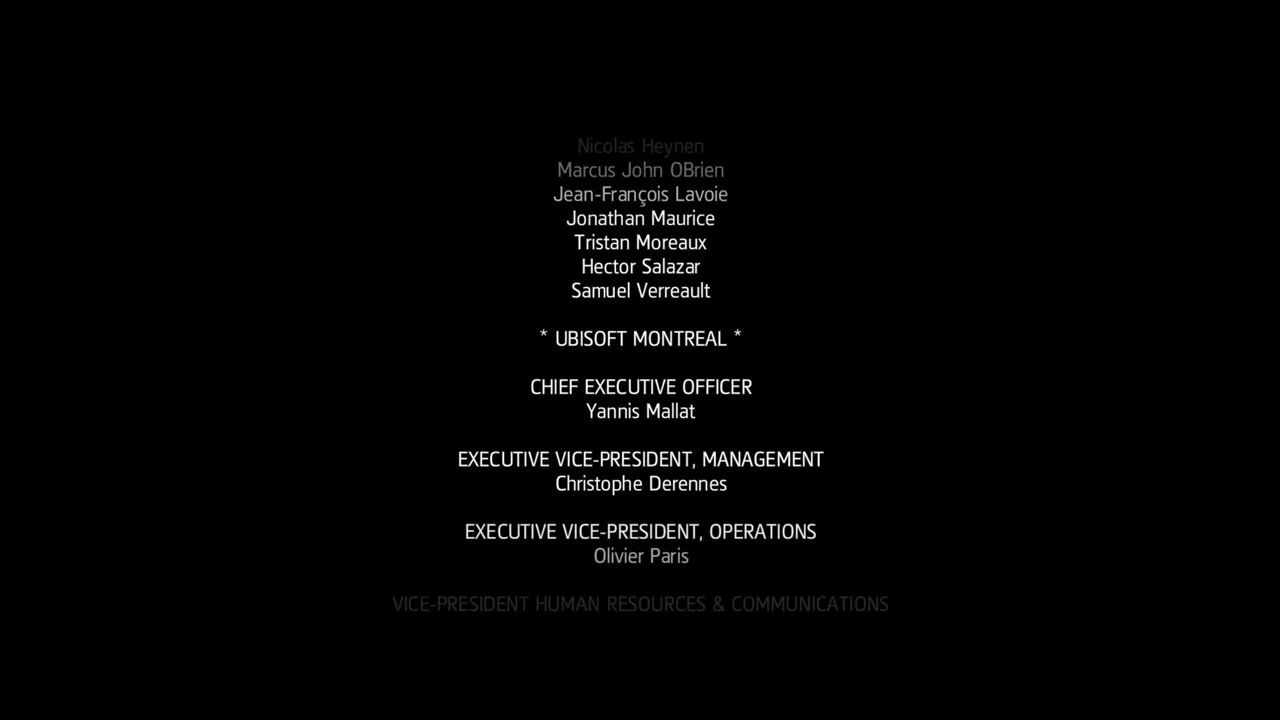 Nicolas Heynen
Marcus John OBrien
Jean-François Lavoie
Jonathan Maurice
Tristan Moreaux
Hector Salazar
Samuel Verreault
* UBISOFT MONTREAL *
CHIEF EXECUTIVE OFFICER
Yannis Mallat
EXECUTIVE VICE-PRESIDENT, MANAGEMENT
Christophe Derennes
EXECUTIVE VICE-PRESIDENT, OPERATIONS
Olivier Paris
VICE-PRESIDENT HUMAN RESOURCES & COMMUNICATIONS